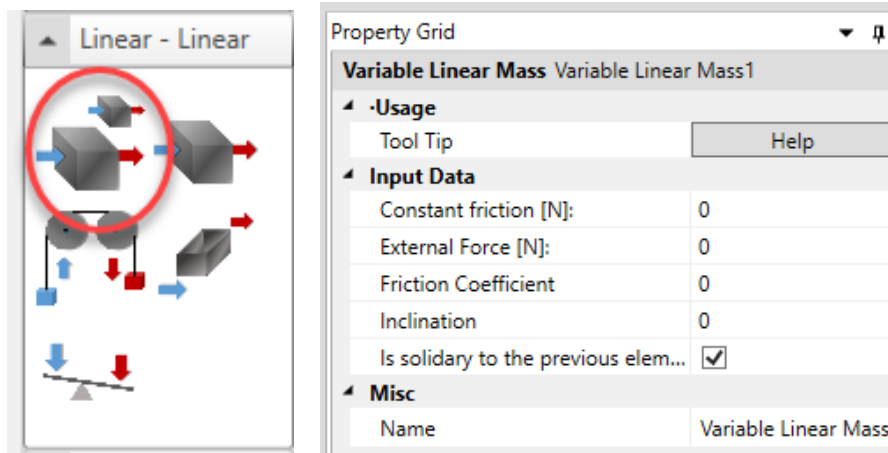 Linear - Linear
Property Grid
Variable Linear Mass Variable Linear Mass1
·Usage
Tool Tip Help
Input Data
Constant friction [N]: 0
External Force [N]: 0
Friction Coefficient 0
Inclination 0
Is solidary to the previous elem...
Misc
Name Variable Linear Mass